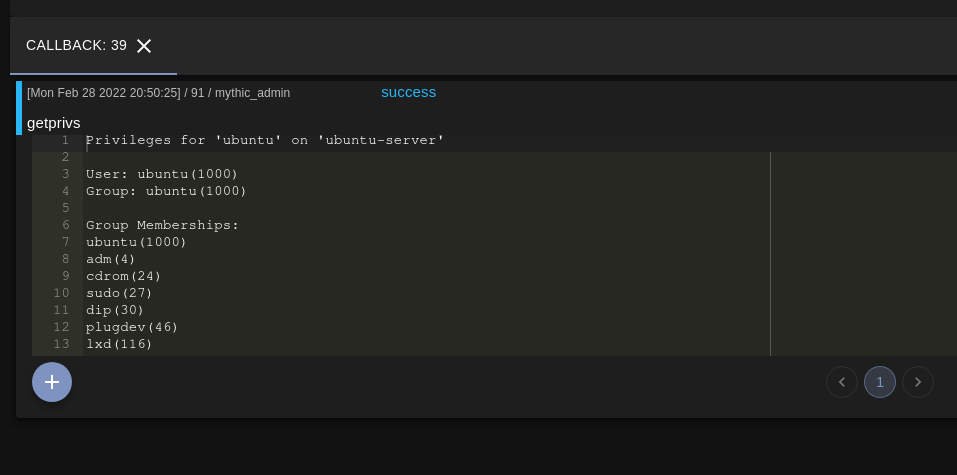 CALLBACK: 39
[Mon Feb 28 2022 20:50:25] / 91 / mythic_admin success
getprivs
1 Privileges for 'ubuntu' on 'ubuntu-server'
2
3 User: ubuntu(1000)
4 Group: ubuntu(1000)
5
6 Group Memberships:
7 ubuntu(1000)
8 adm(4)
9 cdrom(24)
10 sudo(27)
11 dip(30)
12 plugdev(46)
13 lxd(116)
1